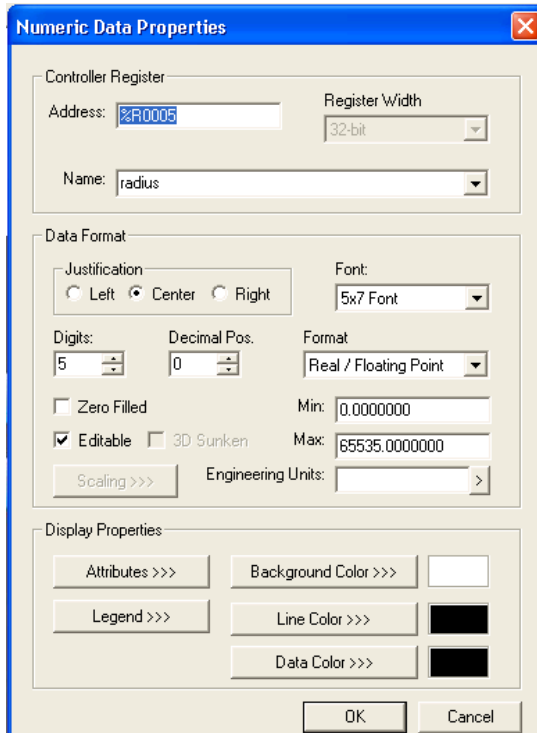 Numeric Data Properties
Controller Register
Address: %R0005
Register Width
32-bit
Name: radius
Data Format
Justification
Left Center Right
Font:
5x7 Font
Digits: Decimal Pos. Format
5 0 Real / Floating Point
Zero Filled Min: 0.0000000
Editable 3D Sunken Max: 65535.0000000
Scaling >>> Engineering Units: >
Display Properties
Attributes >>> Background Color >>>
Legend >>> Line Color >>>
Data Color >>>
OK Cancel